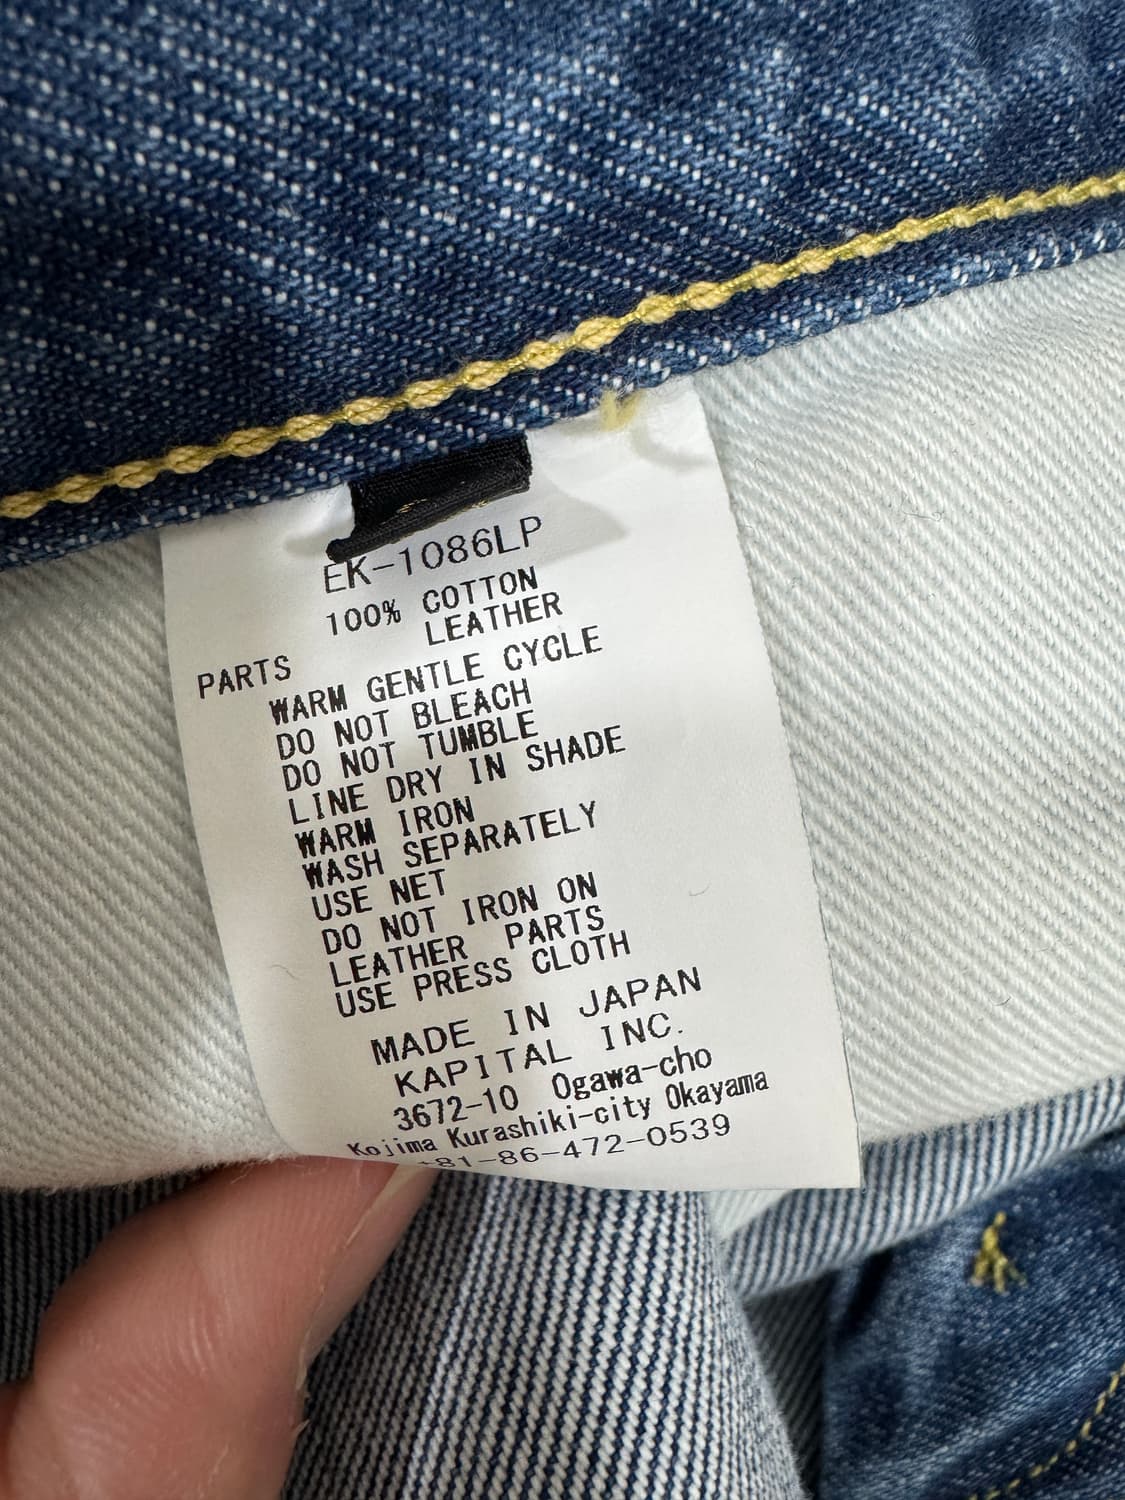 EK-1086LP
100% COTTON
LEATHER
PARTS
WARM GENTLE CYCLE
DO NOT BLEACH
DO NOT TUMBLE
LINE DRY IN SHADE
WARM IRON
WASH SEPARATELY
USE NET
DO NOT IRON ON
LEATHER PARTS
USE PRESS CLOTH
MADE IN JAPAN
KAPITAL INC.
3672-10 Ogawa-cho
Kojima Kurashiki-city Okayama
+81-86-472-0539